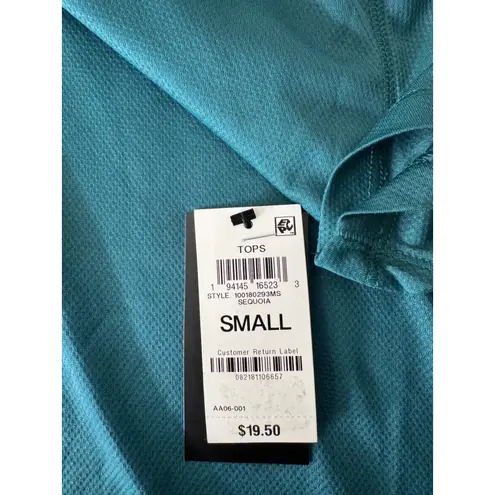 TOPS
1 94145 16523 3
STYLE 100180293MS
SEQUOIA
SMALL
Customer Return Label
082181106657
AA06-001
$19.50